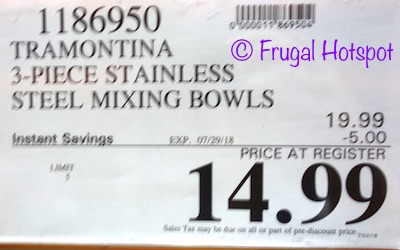 1186950
000011869504
© Frugal Hotspot
TRAMONTINA
3-PIECE STAINLESS
STEEL MIXING BOWLS
19.99
Instant Savings EXP. 07/29/18 -5.00
PRICE AT REGISTER
LIMIT
5
14.99
Sales Tax may be due on all or part of pre-discount price